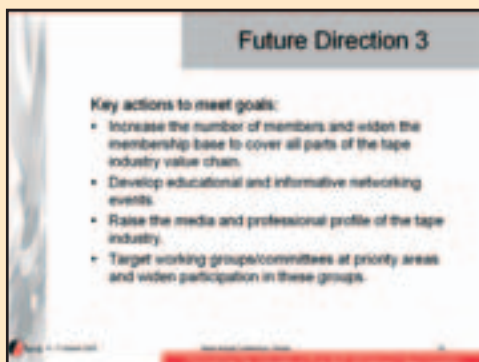 Future Direction 3
Key actions to meet goals:
• Increase the number of members and widen the
membership base to cover all parts of the tape
industry value chain.
• Develop educational and informative networking
events.
• Raise the media and professional profile of the tape
industry.
• Target working groups/committees at priority areas
and widen participation in these groups.